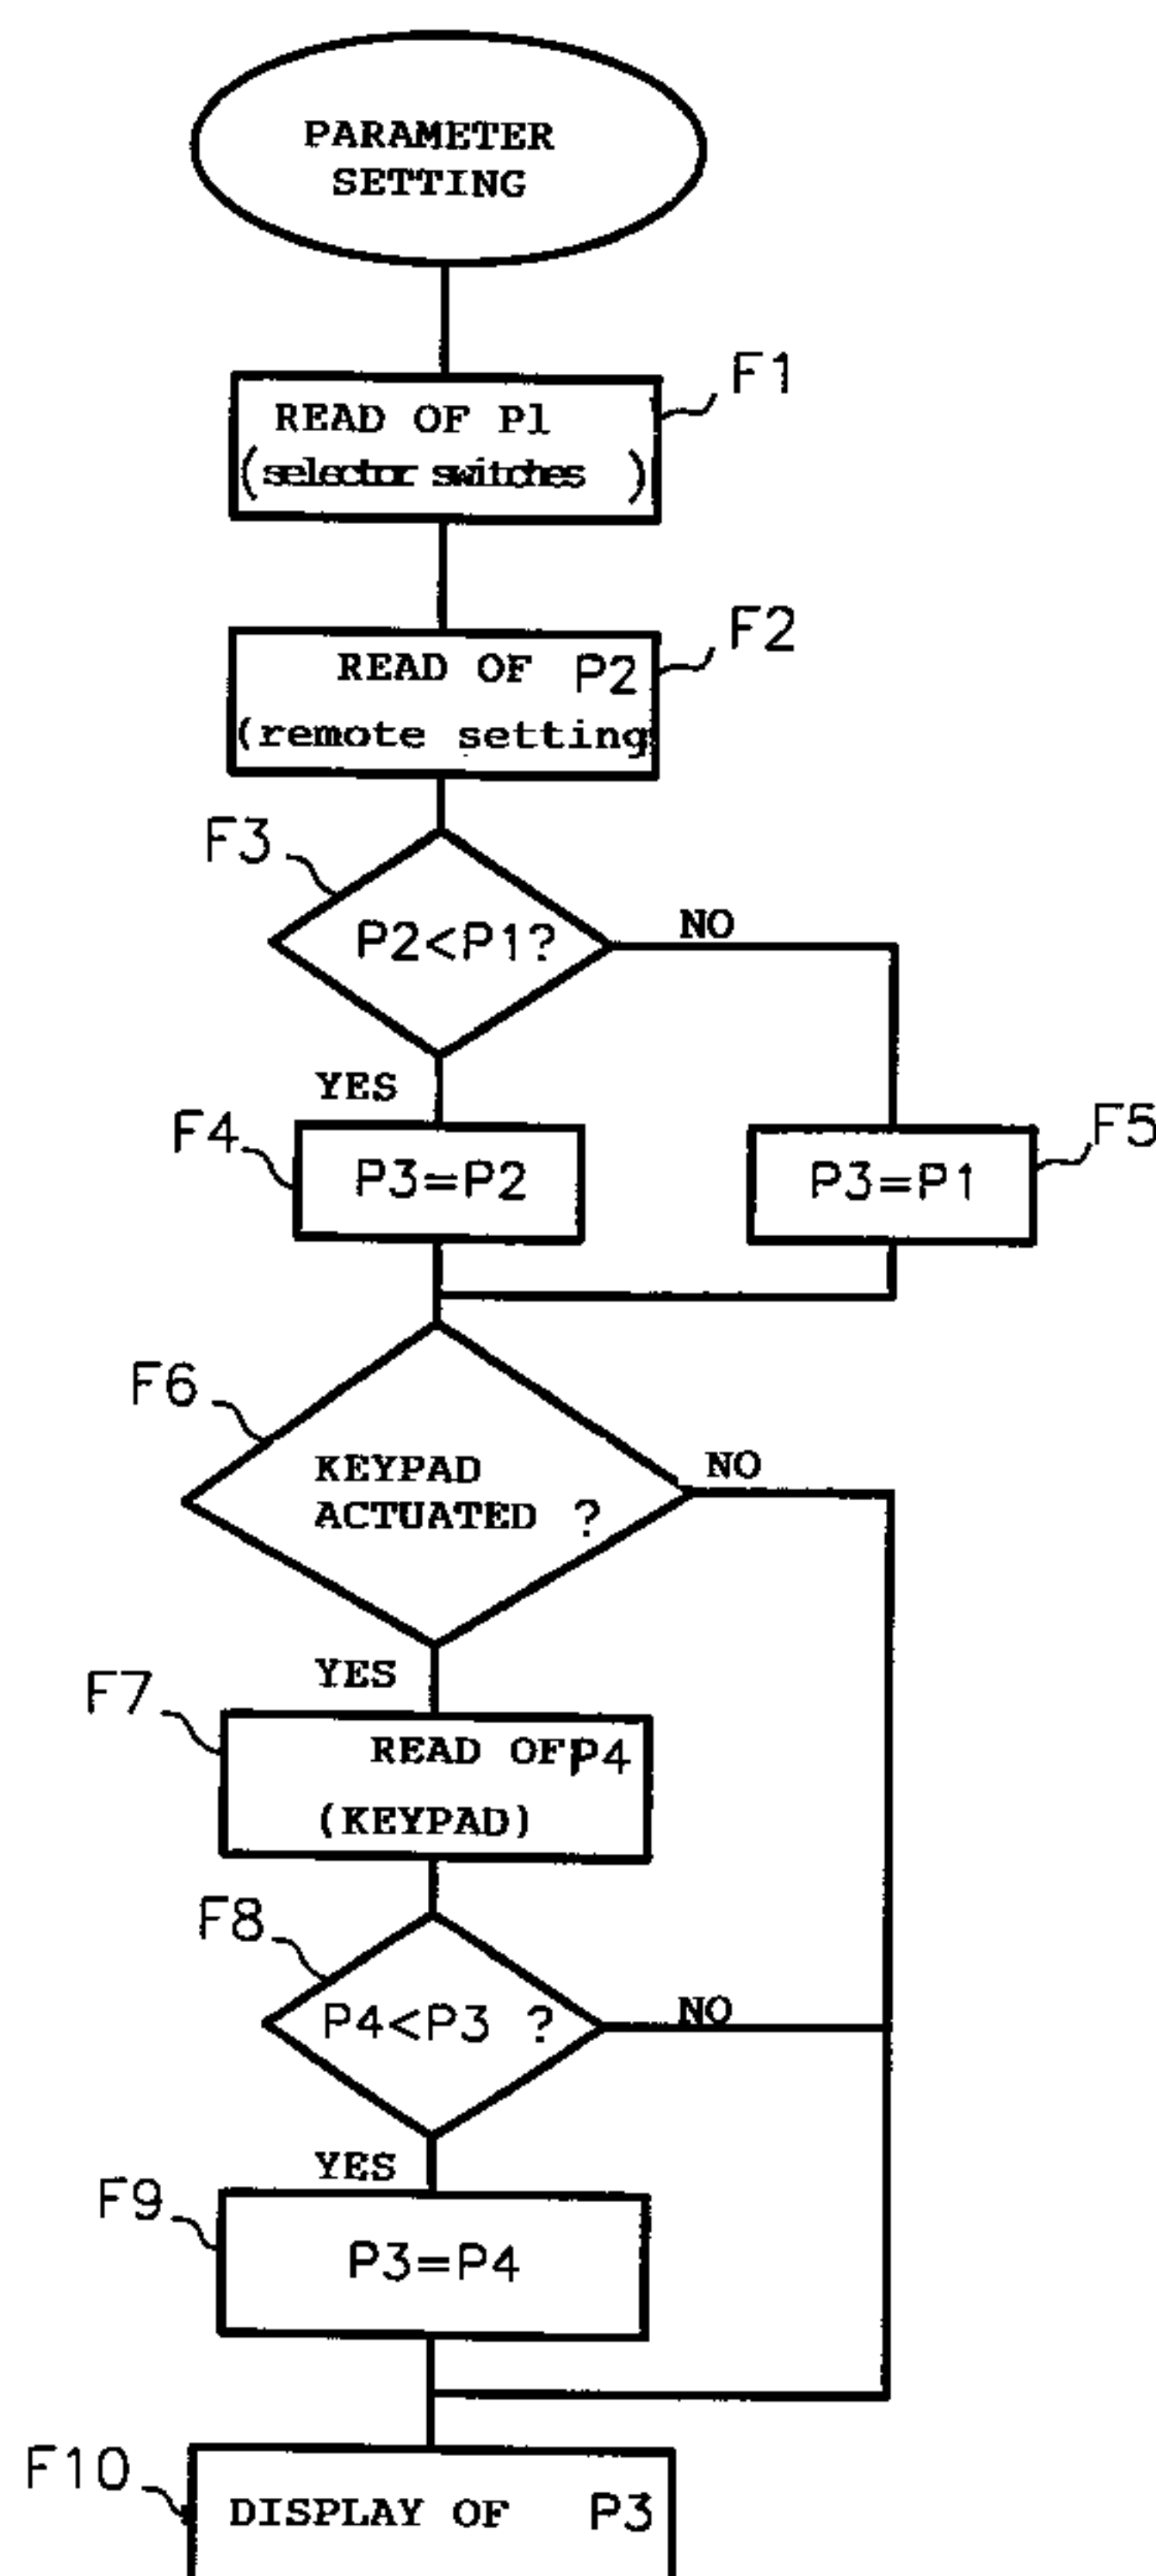 PARAMETER
SETTING
F1
READ OF P1
(selector switches )
F2
READ OF P2
(remote setting
F3
P2<P1?
NO
YES
F4
P3=P2
F5
P3=P1
F6
KEYPAD
ACTUATED ?
NO
YES
F7
READ OF P4
(KEYPAD)
F8
P4<P3 ?
NO
YES
F9
P3=P4
F10
DISPLAY OF P3